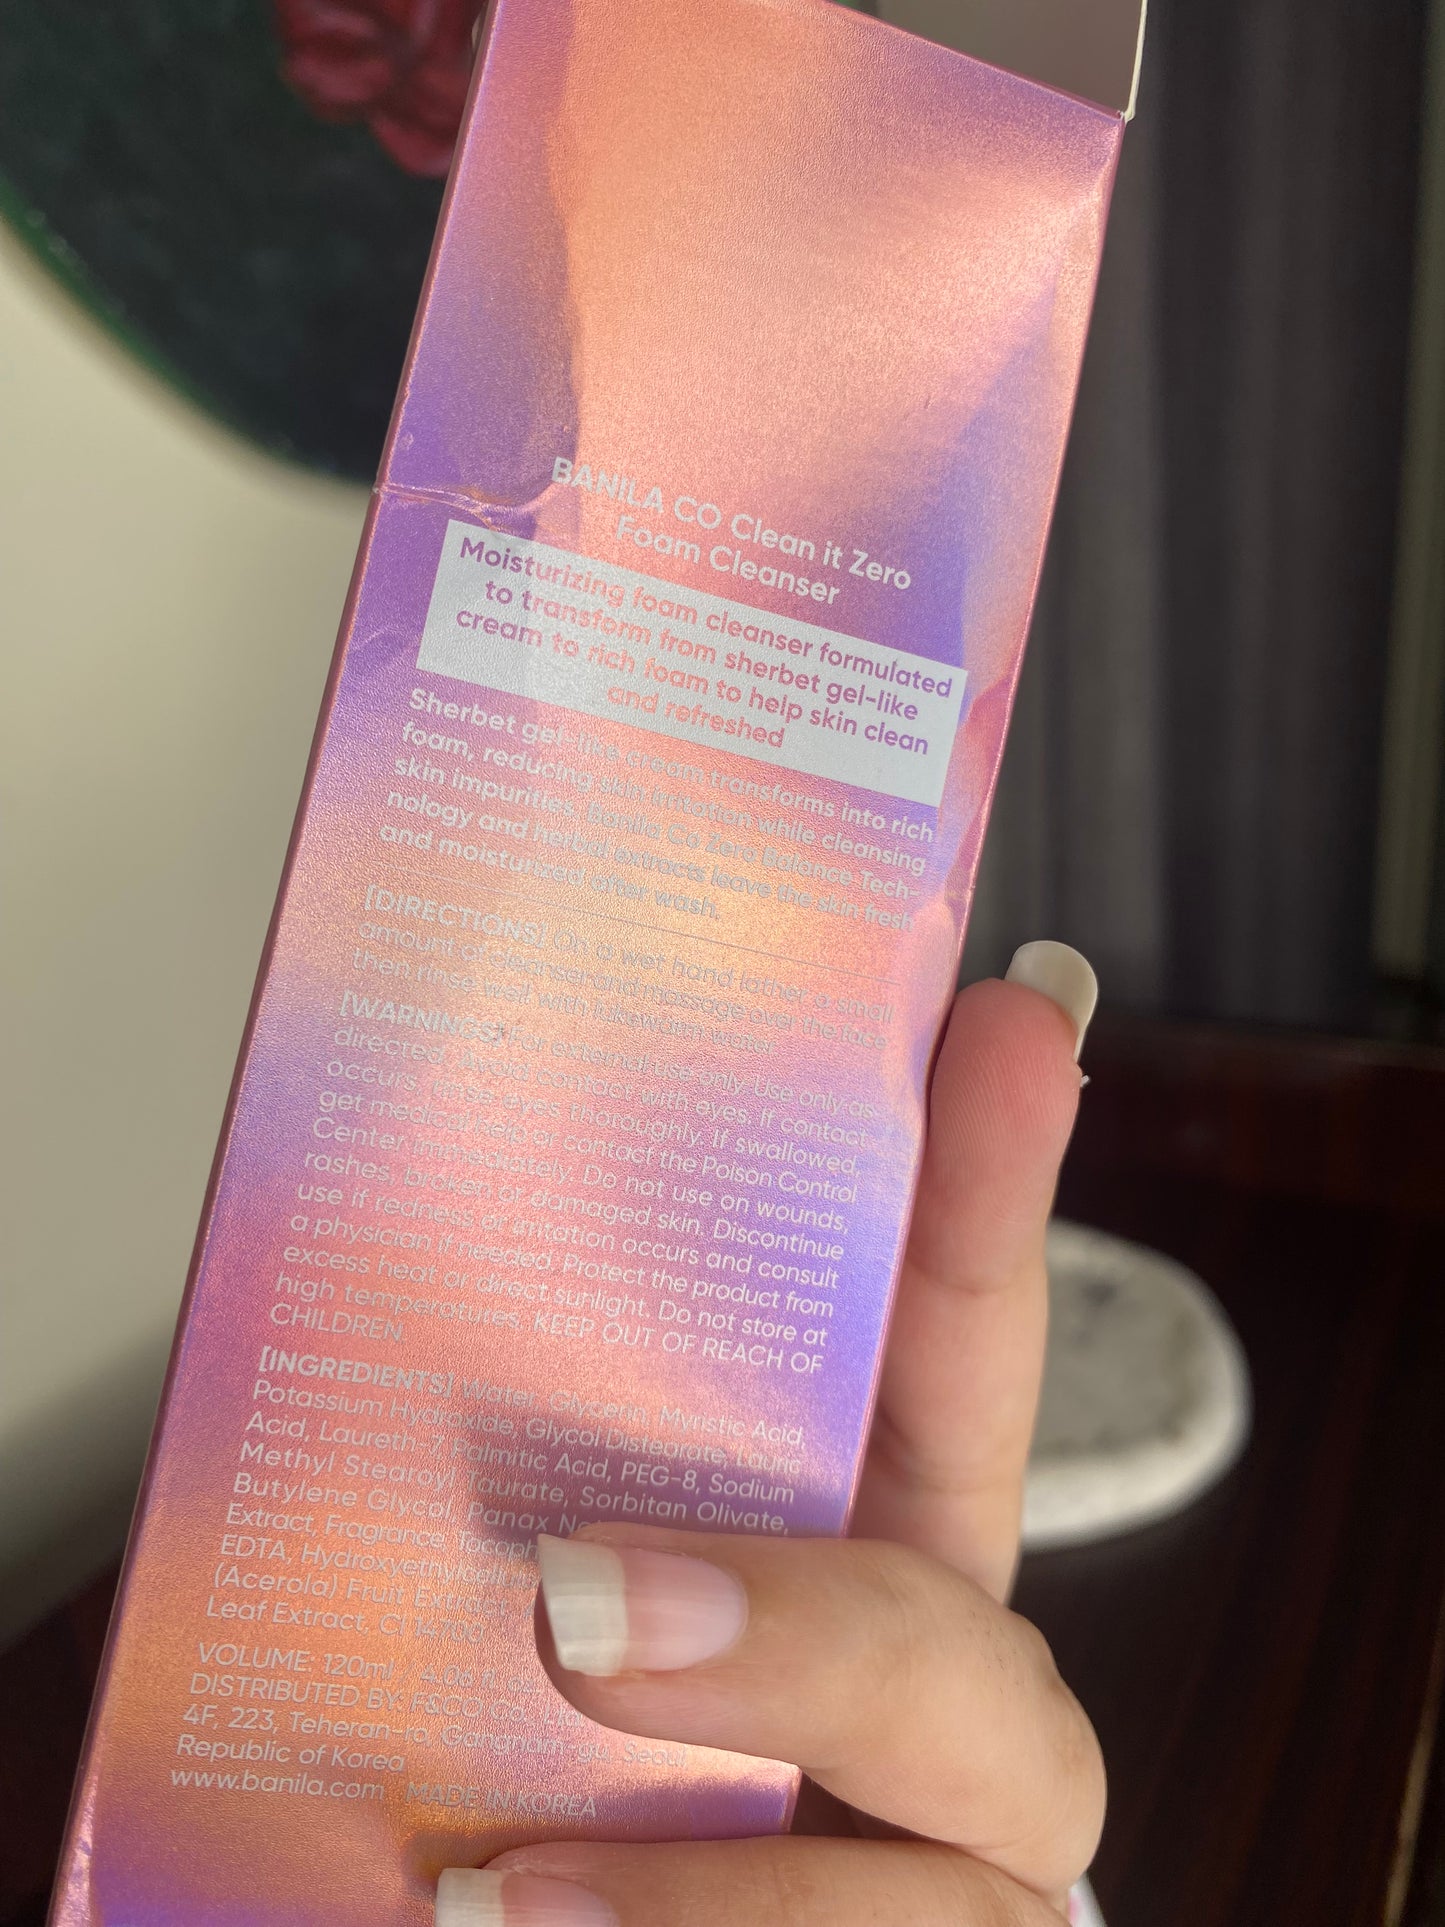 BANILA CO Clean it Zero
Foam Cleanser
Moisturizing foam cleanser formulated
to transform from sherbet gel-like
cream to rich foam to help skin clean
and refreshed
Sherbet gel-like cream transforms into rich
foam, reducing skin irritation while cleansing
skin impurities. Banila Co Zero Balance Tech-
nology and herbal extracts leave the skin fresh
and moisturized after wash.
[DIRECTIONS] On a wet hand lather a small
amount of cleanser and massage over the face
then rinse well with lukewarm water.
[WARNINGS] For external use only. Use only as
directed. Avoid contact with eyes. If contact
occurs, rinse eyes thoroughly. If swallowed,
get medical help or contact the Poison Control
Center immediately. Do not use on wounds,
rashes, broken or damaged skin. Discontinue
use if redness or irritation occurs and consult
a physician if needed. Protect the product from
excess heat or direct sunlight. Do not store at
high temperatures. KEEP OUT OF REACH OF
CHILDREN.
[INGREDIENTS] Water, Glycerin, Myristic Acid,
Potassium Hydroxide, Glycol Distearate, Lauric
Acid, Laureth-7, Palmitic Acid, PEG-8, Sodium
Methyl Stearoyl Taurate, Sorbitan Olivate,
Butylene Glycol, Panax
Extract, Fragrance,
EDTA,
(Acerola) Fruit Extract,
Leaf Extract, CI 14700
VOLUME: 120ml / 4.06 fl. oz.
DISTRIBUTED BY: F&CO Co., Ltd.
4F, 223, Teheran-ro, Gangnam-gu, Seoul
Republic of Korea
www.banila.com MADE IN KOREA